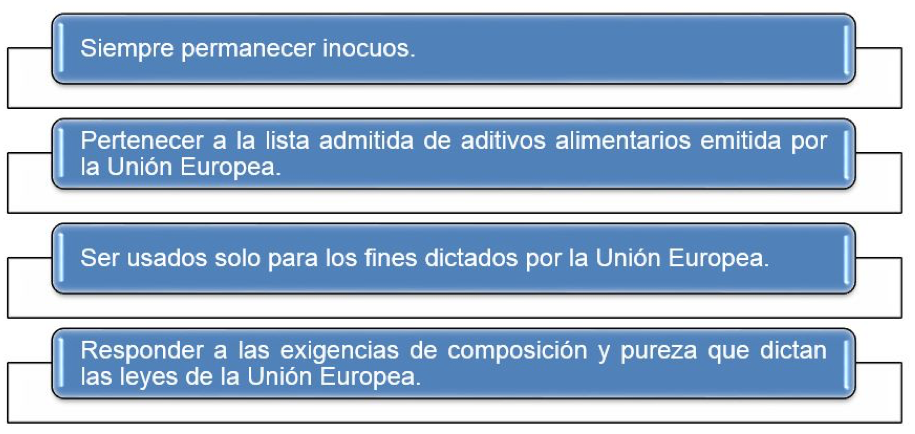 Siempre permanecer inocuos.
Pertenecer a la lista admitida de aditivos alimentarios emitida por
la Unión Europea.
Ser usados solo para los fines dictados por la Unión Europea.
Responder a las exigencias de composición y pureza que dictan
las leyes de la Unión Europea.